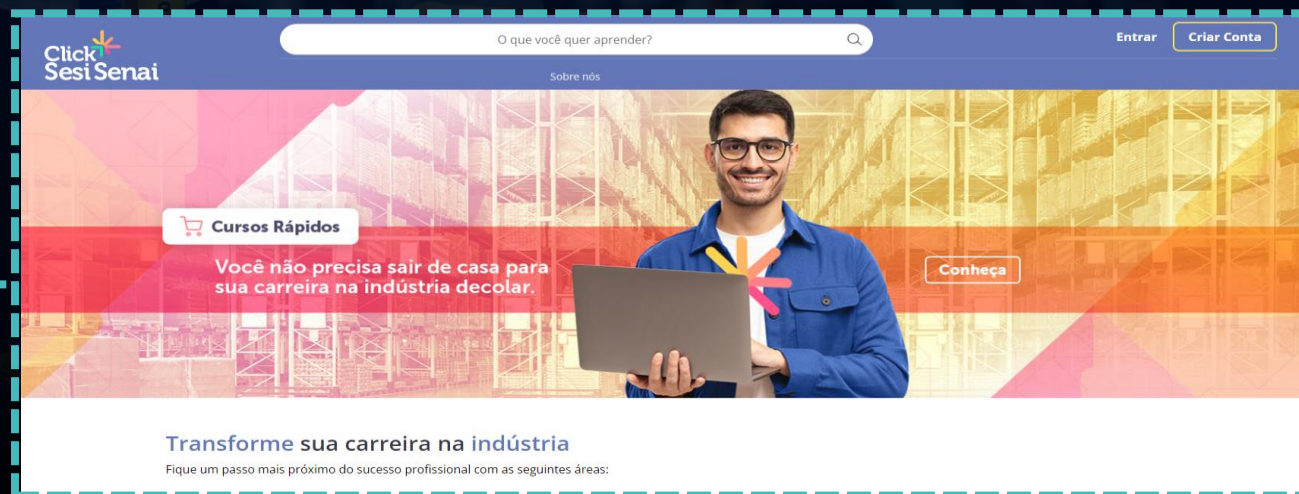 Click
Sesi Senai
O que você quer aprender?
Entrar
Criar Conta
Sobre nós
Cursos Rápidos
Você não precisa sair de casa para
sua carreira na indústria decolar.
Conheça
Transforme sua carreira na indústria
Fique um passo mais próximo do sucesso profissional com as seguintes áreas: